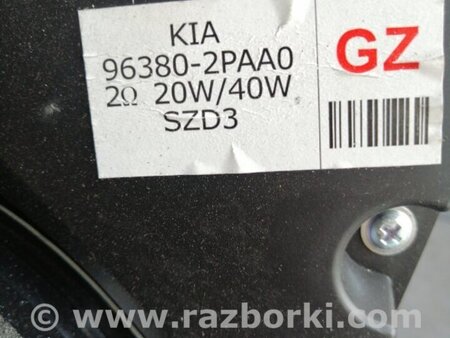 KIA
96380-2PAA0
2Ω 20W/40W
SZD3
GZ
© www.razborki.com